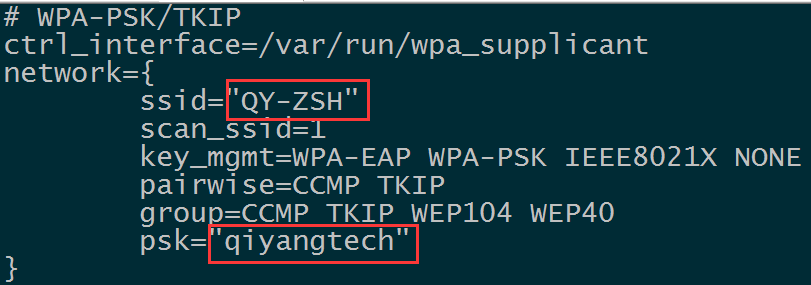 # WPA-PSK/TKIP
ctrl_interface=/var/run/wpa_supplicant
network={
ssid="QY-ZSH"
scan_ssid=1
key_mgmt=WPA-EAP WPA-PSK IEEE8021X NONE
pairwise=CCMP TKIP
group=CCMP TKIP WEP104 WEP40
psk="qiyangtech"
}